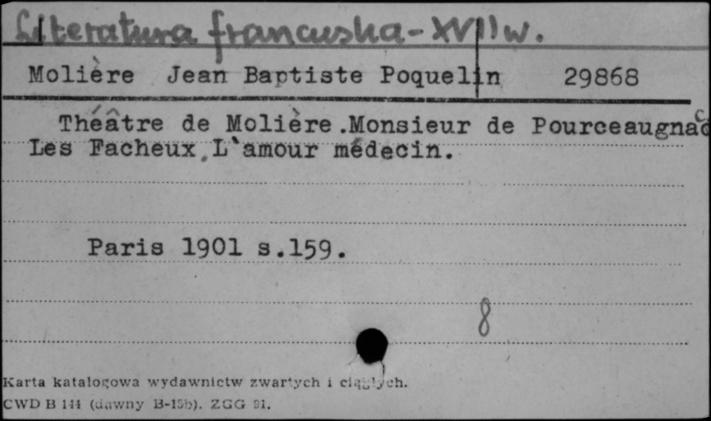 Literatura francuska - XVII w.
Molière Jean Baptiste Poquelin 29868
Théâtre de Molière.Monsieur de Pourceaugnac
Les Facheux,L'amour médecin.
Paris 1901 s.159.
8
Karta katalogowa wydawnictw zwartych i ciągłych.
CWD B 144 (dawny B-15b). ZGG 91.